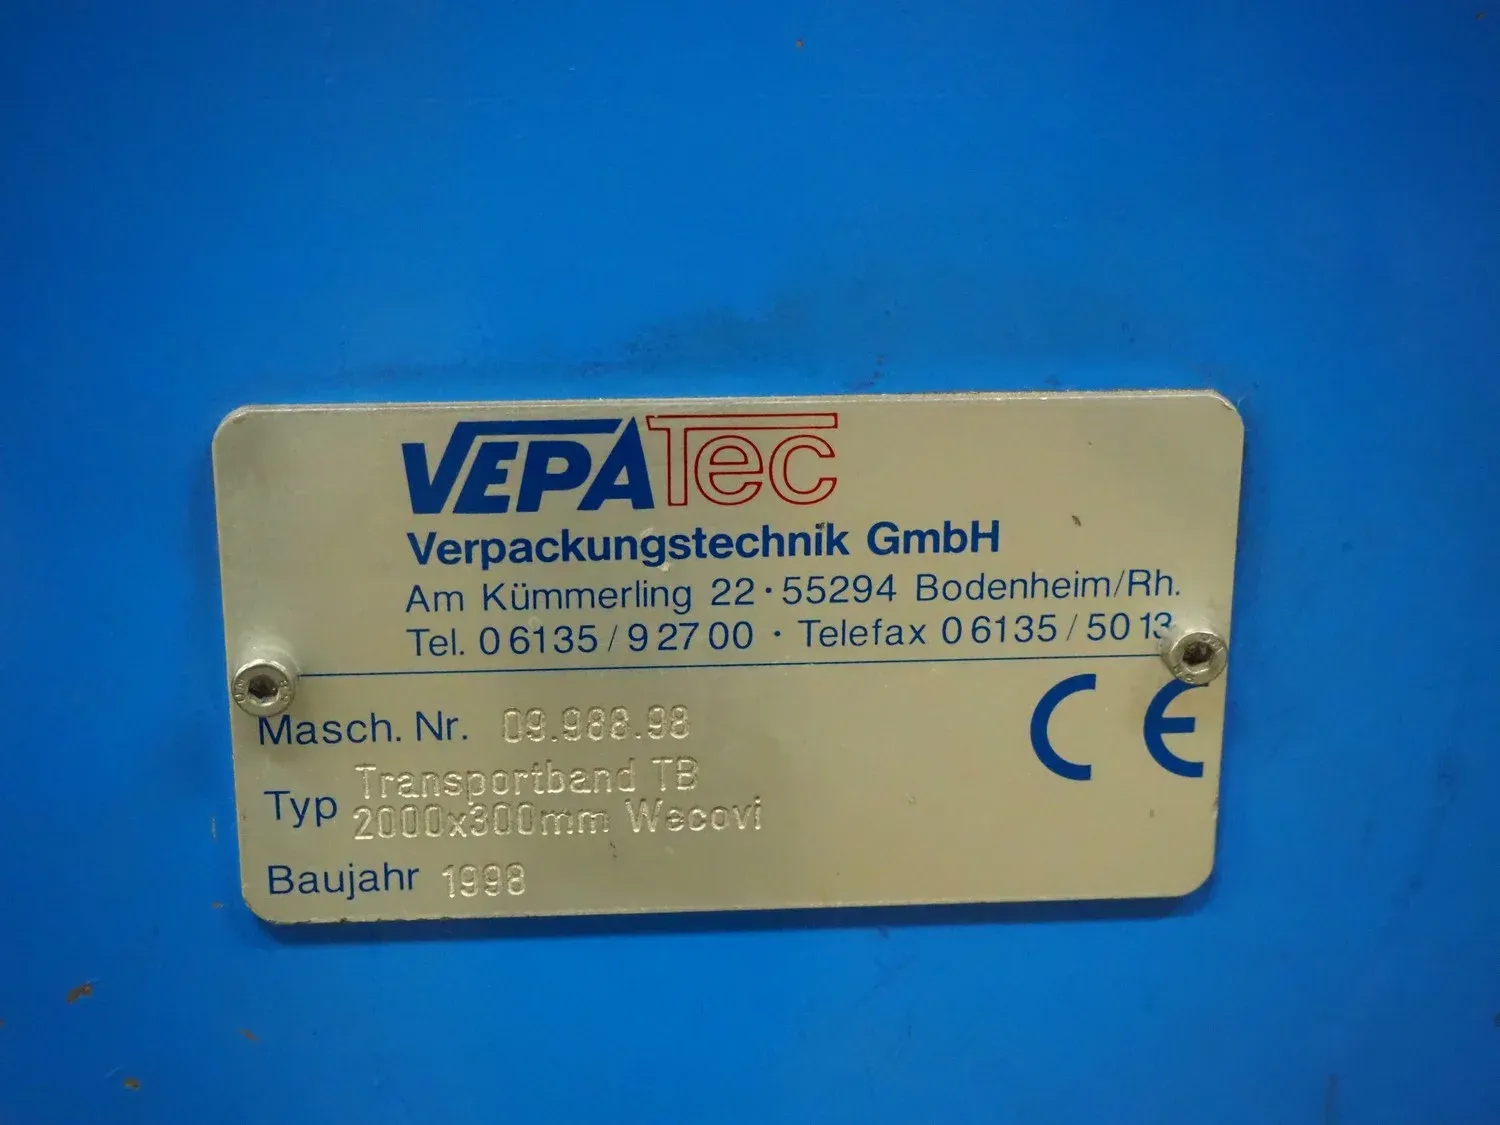 VEPATec
Verpackungstechnik GmbH
Am Kümmerling 22 · 55294 Bodenheim/Rh.
Tel. 06135/92700 · Telefax 06135/5013
Masch. Nr. 09.988.98
Typ Transportband TB
2000x300mm Wecovi
Baujahr 1998
CE